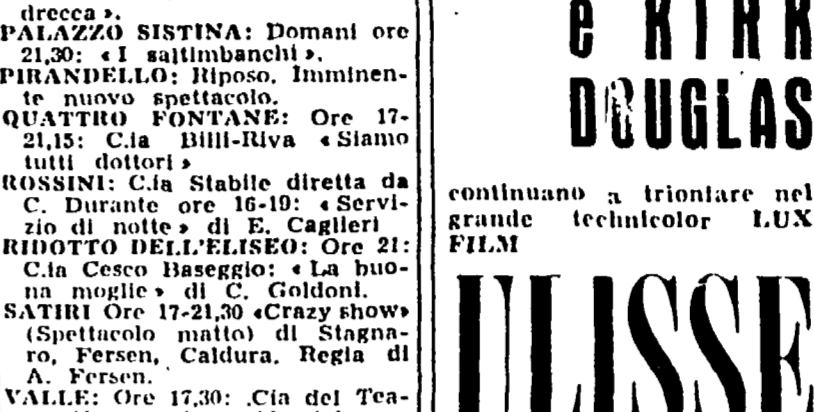 drecca ».
PALAZZO SISTINA: Domani ore
21,30: « I saltimbanchi ».
PIRANDELLO: Riposo. Imminen-
te nuovo spettacolo.
QUATTRO FONTANE: Ore 17-
21,15: C.ia Billi-Riva « Siamo
tutti dottori »
ROSSINI: C.ia Stabile diretta da
C. Durante ore 16-19: « Servi-
zio di notte » di E. Caglieri
RIDOTTO DELL'ELISEO: Ore 21:
C.ia Cesco Baseggio: « La buo-
na moglie » di C. Goldoni.
SATIRI Ore 17-21,30 «Crazy show»
(Spettacolo matto) di Stagna-
ro, Fersen, Caldura. Regia di
A. Fersen.
VALLE: Ore 17,30: .Cia del Tea-
e KIRK
DOUGLAS
continuano a trionfare nel
grande technicolor LUX
FILM
ULISSE